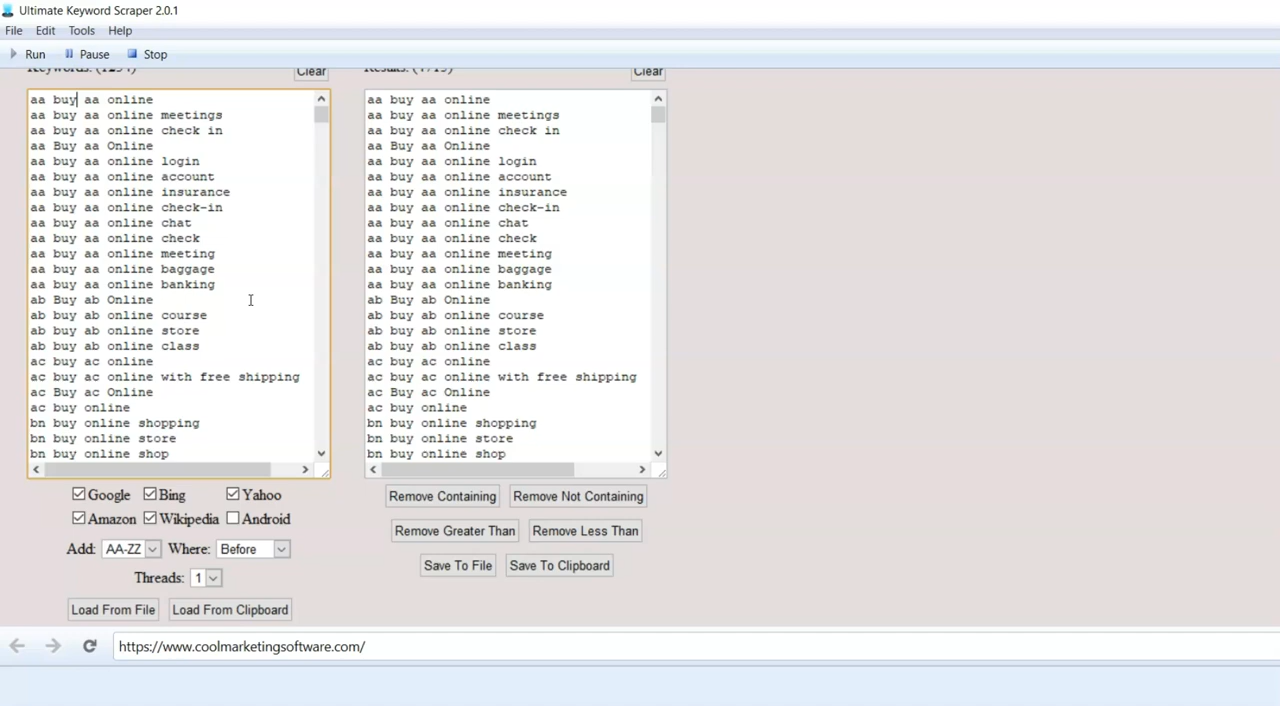 Ultimate Keyword Scraper 2.0.1
File Edit Tools Help
Run Pause Stop
Clear Clear
aa buy aa online
aa buy aa online meetings
aa buy aa online check in
aa Buy aa Online
aa buy aa online login
aa buy aa online account
aa buy aa online insurance
aa buy aa online check-in
aa buy aa online chat
aa buy aa online check
aa buy aa online meeting
aa buy aa online baggage
aa buy aa online banking
ab Buy ab Online
ab buy ab online course
ab buy ab online store
ab buy ab online class
ac buy ac online
ac buy ac online with free shipping
ac Buy ac Online
ac buy online
bn buy online shopping
bn buy online store
bn buy online shop
aa buy aa online
aa buy aa online meetings
aa buy aa online check in
aa Buy aa Online
aa buy aa online login
aa buy aa online account
aa buy aa online insurance
aa buy aa online check-in
aa buy aa online chat
aa buy aa online check
aa buy aa online meeting
aa buy aa online baggage
aa buy aa online banking
ab Buy ab Online
ab buy ab online course
ab buy ab online store
ab buy ab online class
ac buy ac online
ac buy ac online with free shipping
ac Buy ac Online
ac buy online
bn buy online shopping
bn buy online store
bn buy online shop
Google Bing Yahoo
Amazon Wikipedia Android
Add: AA-ZZ Where: Before
Threads: 1
Load From File Load From Clipboard
Remove Containing Remove Not Containing
Remove Greater Than Remove Less Than
Save To File Save To Clipboard
https://www.coolmarketingsoftware.com/